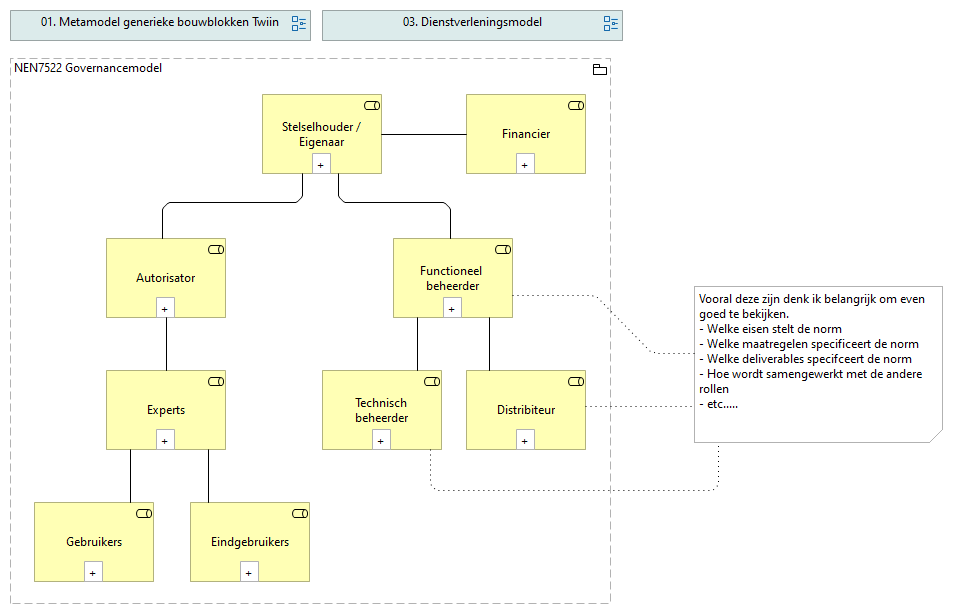 01. Metamodel generieke bouwblokken Twiin
03. Dienstverleningsmodel
NEN7522 Governancemodel
Stelselhouder /
Eigenaar
+
Financier
+
Autorisator
+
Functioneel
beheerder
+
Vooral deze zijn denk ik belangrijk om even
goed te bekijken.
- Welke eisen stelt de norm
- Welke maatregelen specificeert de norm
- Welke deliverables specifceert de norm
- Hoe wordt samengewerkt met de andere
rollen
- etc.....
Experts
+
Technisch
beheerder
+
Distribiteur
+
Gebruikers
+
Eindgebruikers
+